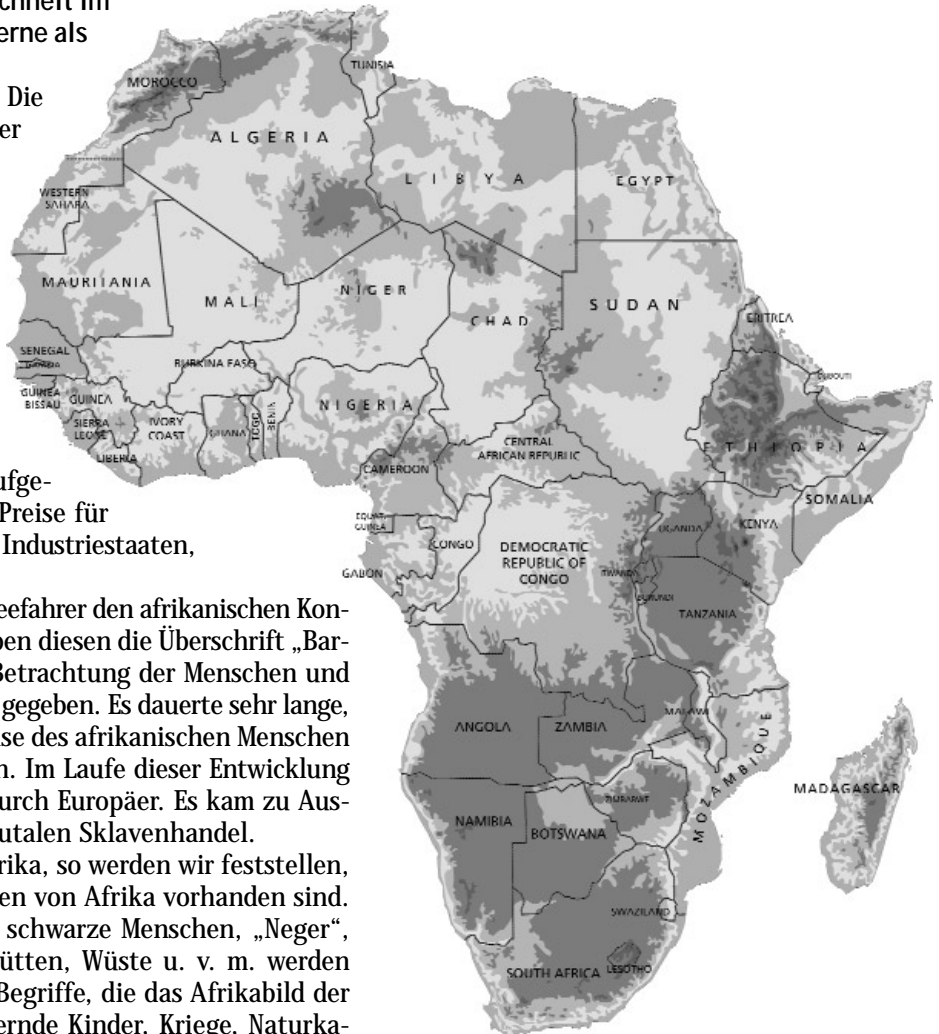 chheft im
erne als
Die
er
ufge-
Preise für
Industriestaaten,
eefahrer den afrikanischen Kon-
ben diesen die Überschrift „Bar-
Betrachtung der Menschen und
gegeben. Es dauerte sehr lange,
ise des afrikanischen Menschen
n. Im Laufe dieser Entwicklung
urch Europäer. Es kam zu Aus-
utalen Sklavenhandel.
rika, so werden wir feststellen,
en von Afrika vorhanden sind.
schwarze Menschen, „Neger“,
ütten, Wüste u. v. m. werden
Begriffe, die das Afrikabild der
ernde Kinder, Kriege, Naturka-
TUNISIA
MOROCCO
ALGERIA
LIBYA
EGYPT
WESTERN
SAHARA
MAURITANIA
MALI
NIGER
CHAD
SUDAN
ERITREA
DJIBOUTI
SENEGAL
GAMBIA
GUINEA
BISSAU
GUINEA
SIERRA
LEONE
LIBERIA
IVORY
COAST
BURKINA FASO
GHANA
TOGO
BENIN
NIGERIA
CAMEROON
CENTRAL
AFRICAN REPUBLIC
ETHIOPIA
SOMALIA
EQUAT.
GUINEA
GABON
CONGO
DEMOCRATIC
REPUBLIC OF
CONGO
UGANDA
KENYA
RWANDA
BURUNDI
TANZANIA
ANGOLA
ZAMBIA
MALAWI
MOZAMBIQUE
ZIMBABWE
MADAGASCAR
NAMIBIA
BOTSWANA
SWAZILAND
SOUTH AFRICA
LESOTHO